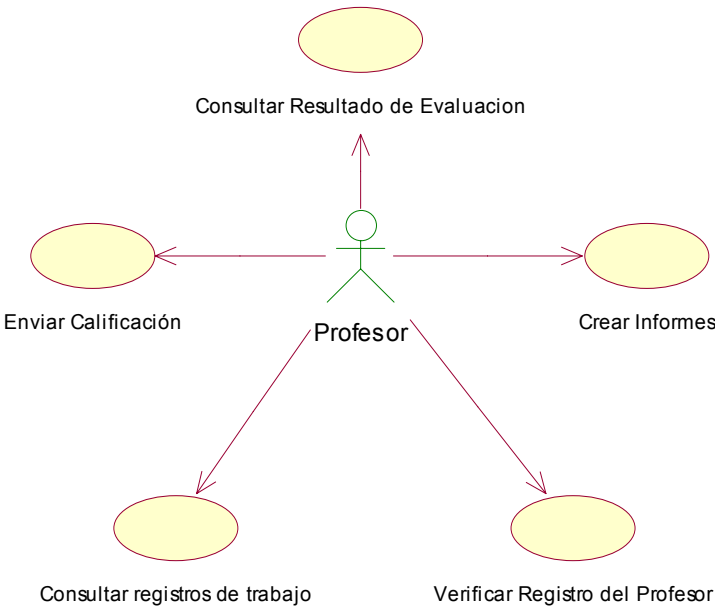 Consultar Resultado de Evaluacion
Enviar Calificación
Profesor
Crear Informes
Consultar registros de trabajo
Verificar Registro del Profesor